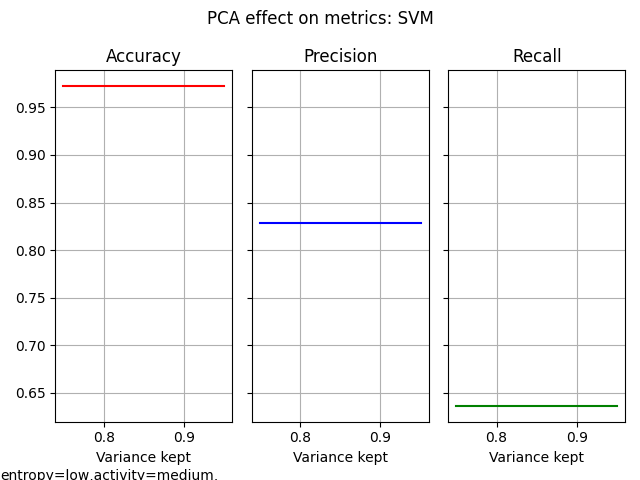 PCA effect on metrics: SVM
Accuracy
Precision
Recall
0.95
0.90
0.85
0.80
0.75
0.70
0.65
0.8 0.9
0.8 0.9
0.8 0.9
Variance kept
Variance kept
Variance kept
entropy=low,activity=medium,